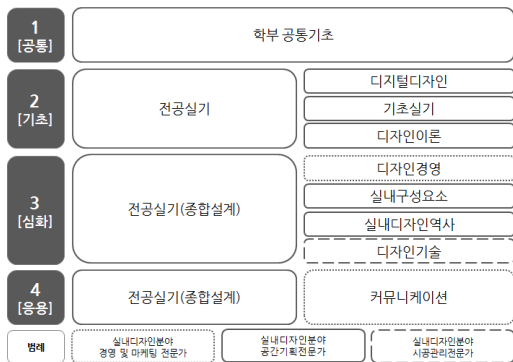 1
[공통]
학부 공통기초
2
[기초]
전공실기
디지털디자인
기초실기
디자인이론
3
[심화]
전공실기(종합설계)
디자인경영
실내구성요소
실내디자인역사
디자인기술
4
[응용]
전공실기(종합설계)
커뮤니케이션
범례
실내디자인분야
경영 및 마케팅 전문가
실내디자인분야
공간기획전문가
실내디자인분야
시공관리전문가